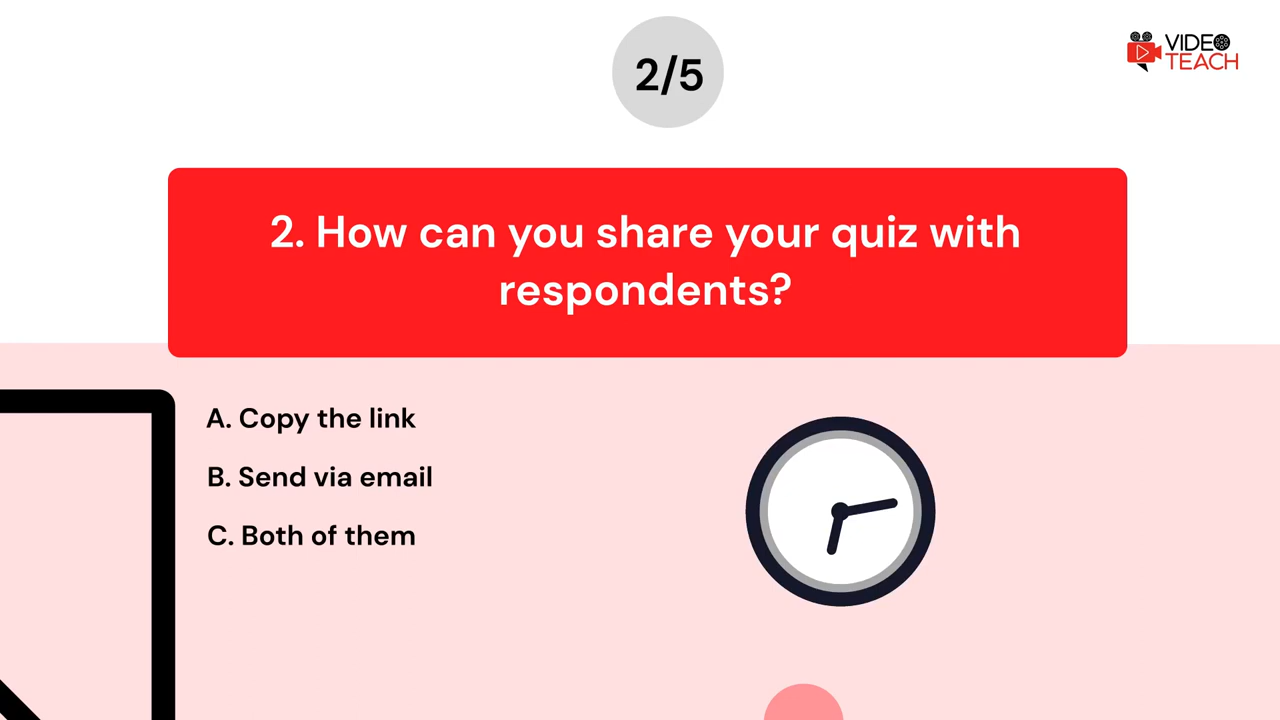 2/5
VIDEO
TEACH
2. How can you share your quiz with
respondents?
A. Copy the link
B. Send via email
C. Both of them